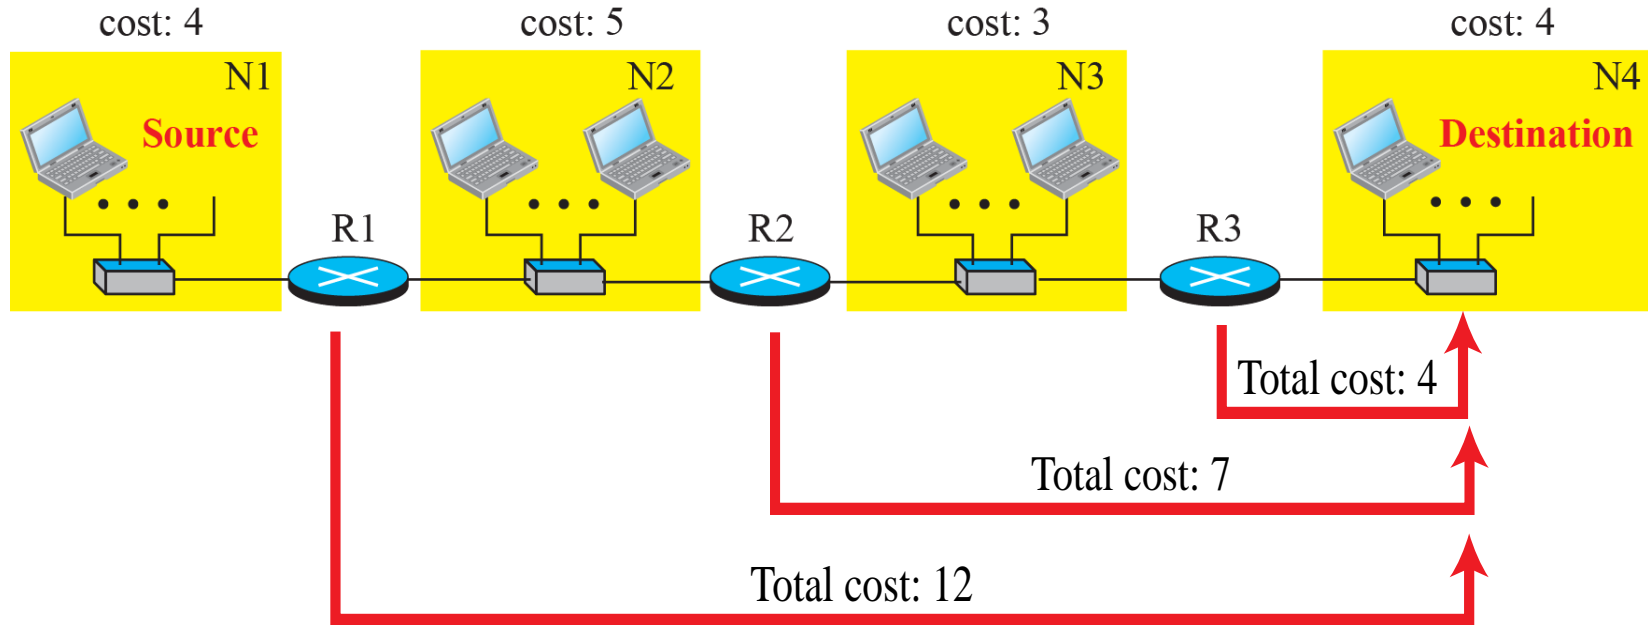 cost: 4
cost: 5
cost: 3
cost: 4
N1
N2
N3
N4
Source
Destination
R1
R2
R3
Total cost: 4
Total cost: 7
Total cost: 12